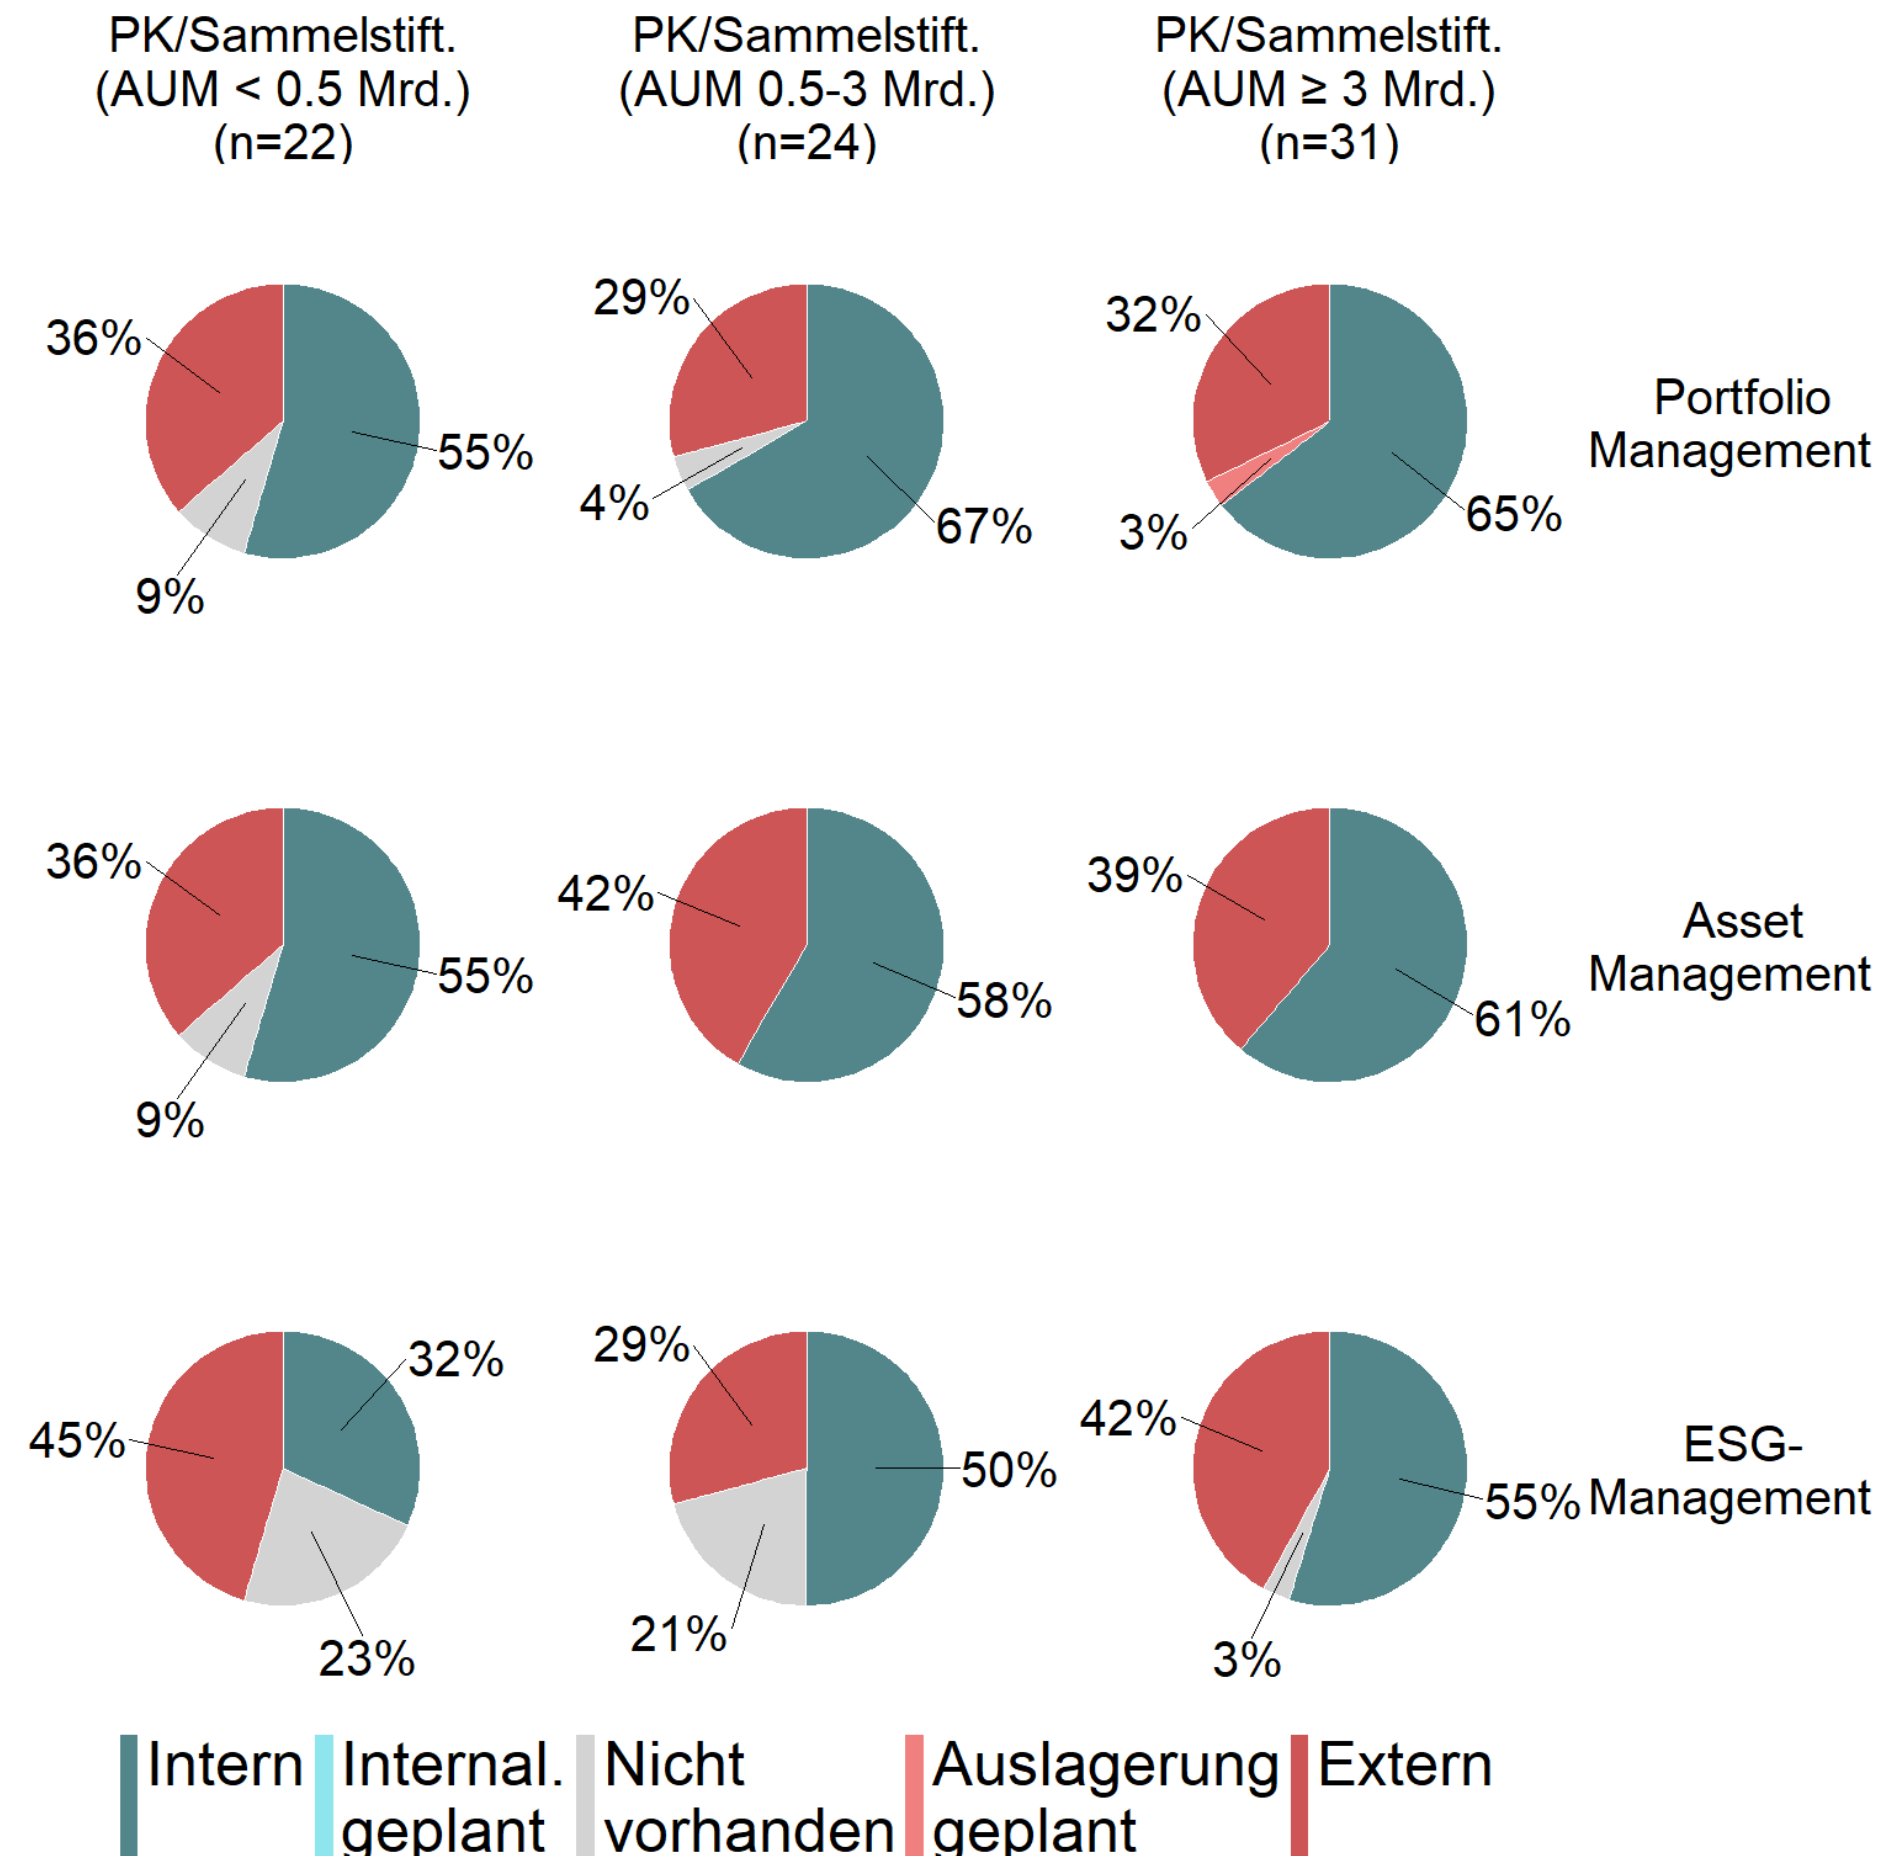 PK/Sammelstift.
(AUM < 0.5 Mrd.)
(n=22)
PK/Sammelstift.
(AUM 0.5-3 Mrd.)
(n=24)
PK/Sammelstift.
(AUM ≥ 3 Mrd.)
(n=31)
36%
55%
9%
29%
4%
67%
32%
3%
65%
Portfolio
Management
36%
55%
9%
42%
58%
39%
61%
Asset
Management
32%
45%
23%
29%
50%
21%
42%
55%
3%
ESG-
Management
Intern
Internal.
geplant
Nicht
vorhanden
Auslagerung
geplant
Extern